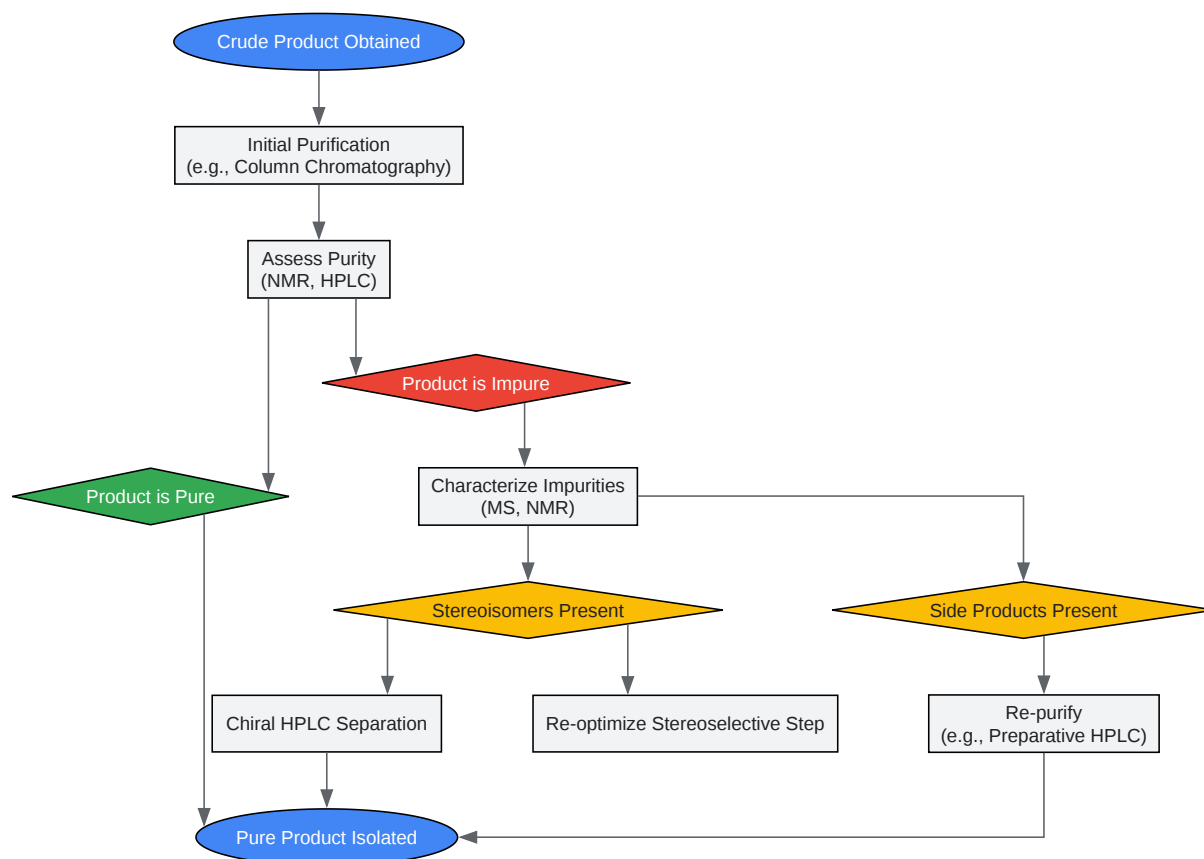 Crude Product Obtained
Initial Purification
(e.g., Column Chromatography)
Assess Purity
(NMR, HPLC)
Product is Impure
Product is Pure
Characterize Impurities
(MS, NMR)
Stereoisomers Present
Side Products Present
Chiral HPLC Separation
Re-optimize Stereoselective Step
Re-purify
(e.g., Preparative HPLC)
Pure Product Isolated